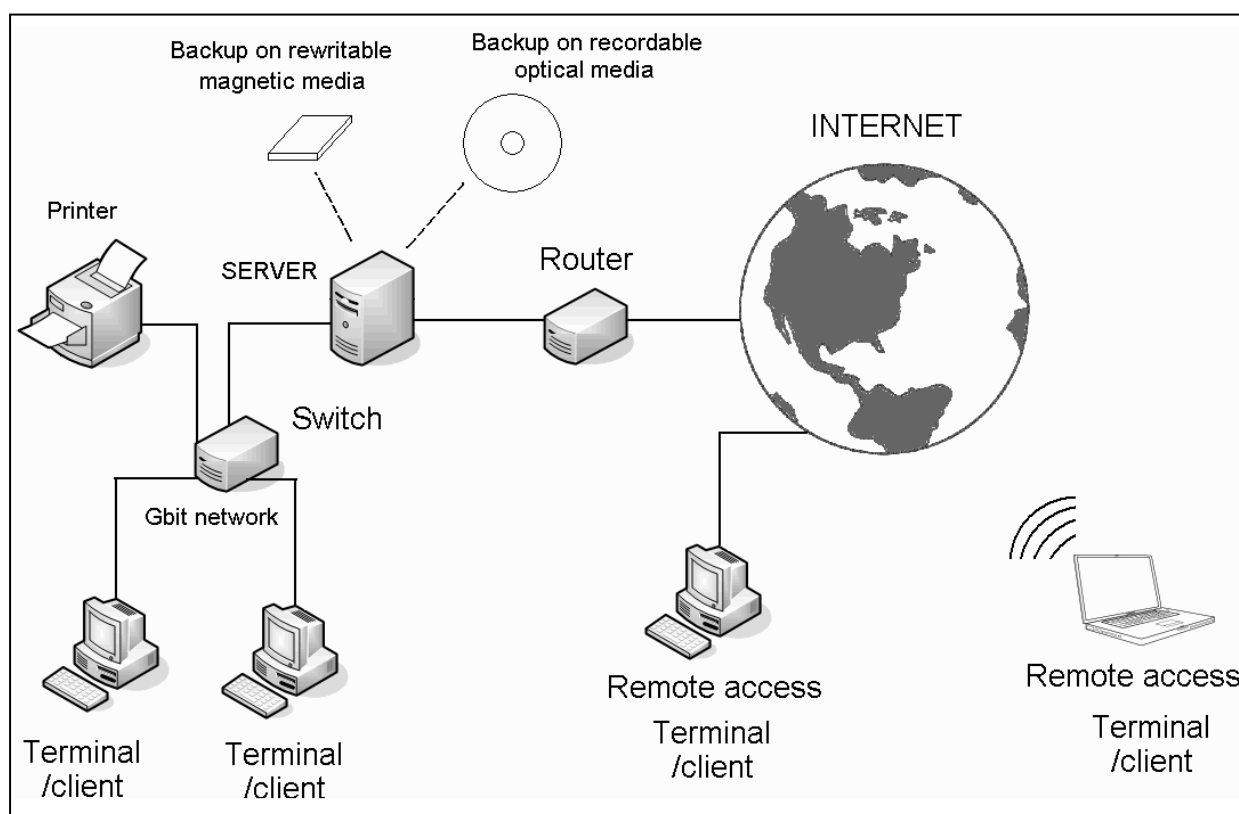 Backup on rewritable
magnetic media
Backup on recordable
optical media
INTERNET
Printer
SERVER
Router
Switch
Gbit network
Terminal
/client
Terminal
/client
Remote access
Terminal
/client
Remote access
Terminal
/client